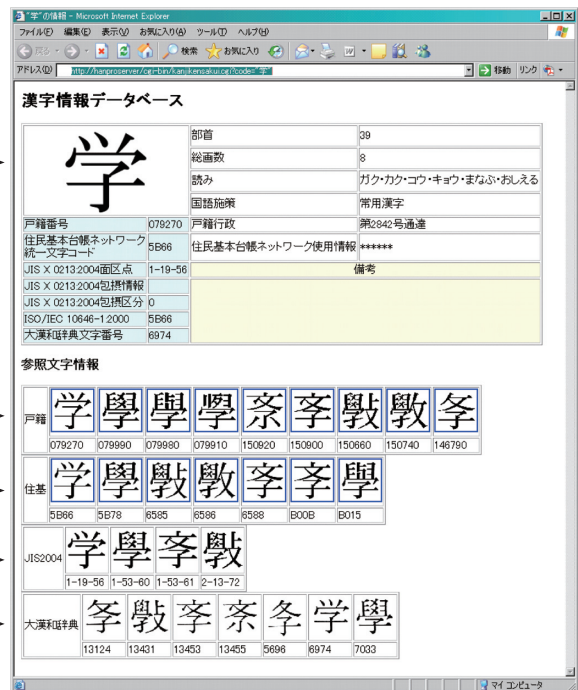 "学"の情報 - Microsoft Internet Explorer
ファイル(F) 編集(E) 表示(V) お気に入り(A) ツール(T) ヘルプ(H)
戻る 検索 お気に入り
アドレス(D) http://hanproserver/cgi-bin/kanjikensaku.cgi?code="字" 移動 リンク
漢字情報データベース
学
部首 39
総画数 8
読み ガク・カク・コウ・キョウ・まなぶ・おしえる
国語施策 常用漢字
戸籍番号 079270 戸籍行政 第2842号通達
住民基本台帳ネットワーク統一文字コード 5B66 住民基本台帳ネットワーク使用情報 ******
JIS X 0213:2004面区点 1-19-56 備考
JIS X 0213:2004包摂情報
JIS X 0213:2004包摂区分 0
ISO/IEC 10646-1:2000 5B66
大漢和辞典文字番号 6974
参照文字情報
戸籍 学 學
079270 079990 079980 079910 150920 150900 150660 150740 146790
住基 学 學 斅 斆 斈
5B66 5B78 6585 6586 6588 B00B B015
JIS2004 学 學 斈 斅
1-19-56 1-53-60 1-53-61 2-13-72
大漢和辞典 斅 斈 学 學
13124 13431 13453 13455 5696 6974 7033
マイ コンピュータ